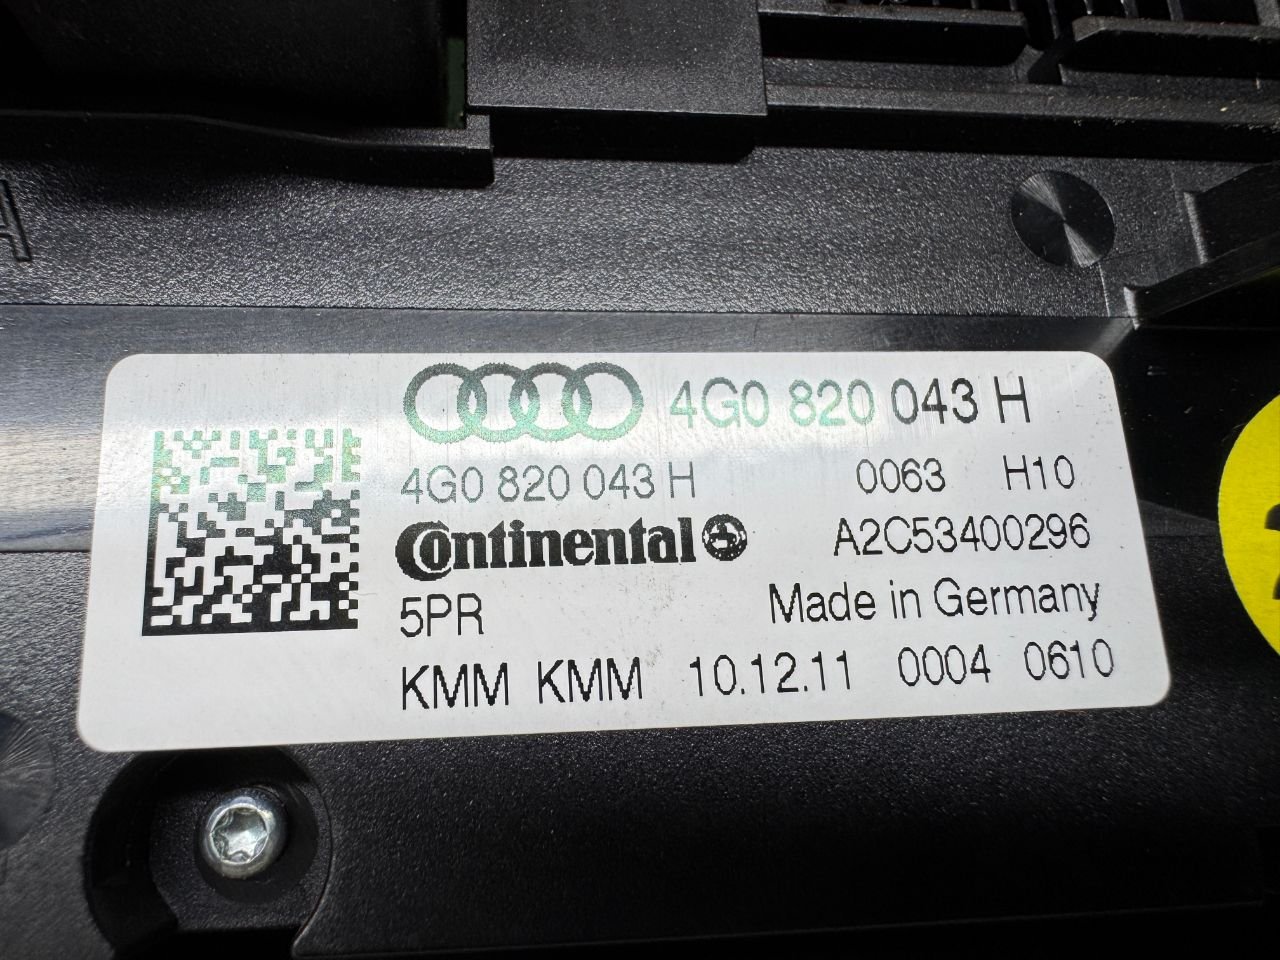 4G0 820 043 H
4G0 820 043 H 0063 H10
Continental A2C53400296
5PR Made in Germany
KMM KMM 10.12.11 0004 0610